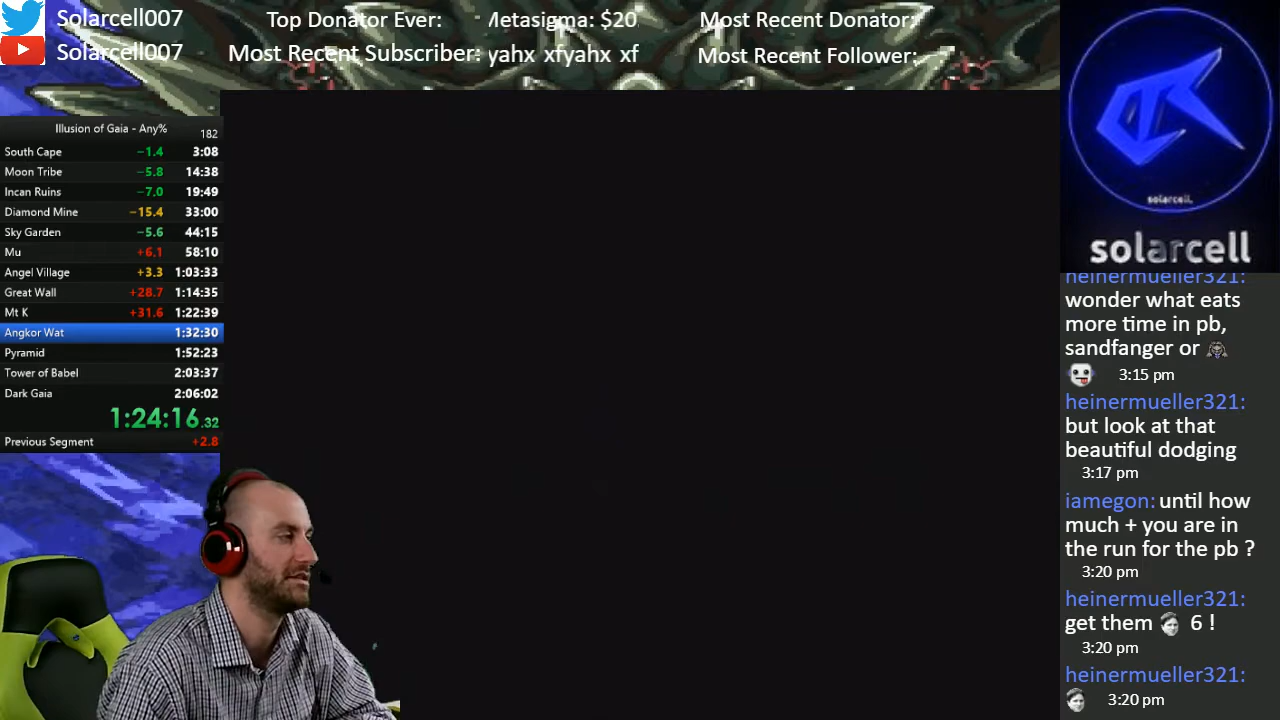 Solarcell007
Top Donator Ever:
Metasigma: $20
Most Recent Donator:
Solarcell007
Most Recent Subscriber:
yahx_xfyahx_xf
Most Recent Follower:
Illusion of Gaia - Any%
182
South Cape −1.4 3:08
Moon Tribe −5.8 14:38
Incan Ruins −7.0 19:49
Diamond Mine −15.4 33:00
Sky Garden −5.6 44:15
Mu +6.1 58:10
Angel Village +3.3 1:03:33
Great Wall +28.7 1:14:35
Mt K +31.6 1:22:39
Angkor Wat 1:32:30
Pyramid 1:52:23
Tower of Babel 2:03:37
Dark Gaia 2:06:02
1:24:16.32
Previous Segment +2.8
solarcell
solarcell
heinermueller321:
wonder what eats
more time in pb,
sandfanger or
3:15 pm
heinermueller321:
but look at that
beautiful dodging
3:17 pm
iamegon: until how
much + you are in
the run for the pb ?
3:20 pm
heinermueller321:
get them 6 !
3:20 pm
heinermueller321:
3:20 pm